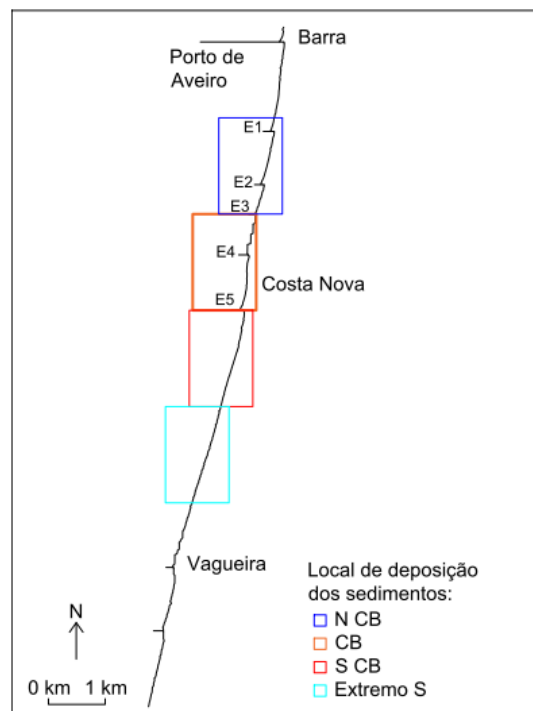 Barra
Porto de
Aveiro
E1
E2
E3
E4
Costa Nova
E5
Vagueira
Local de deposição
dos sedimentos:
N CB
CB
S CB
Extremo S
N
0 km 1 km